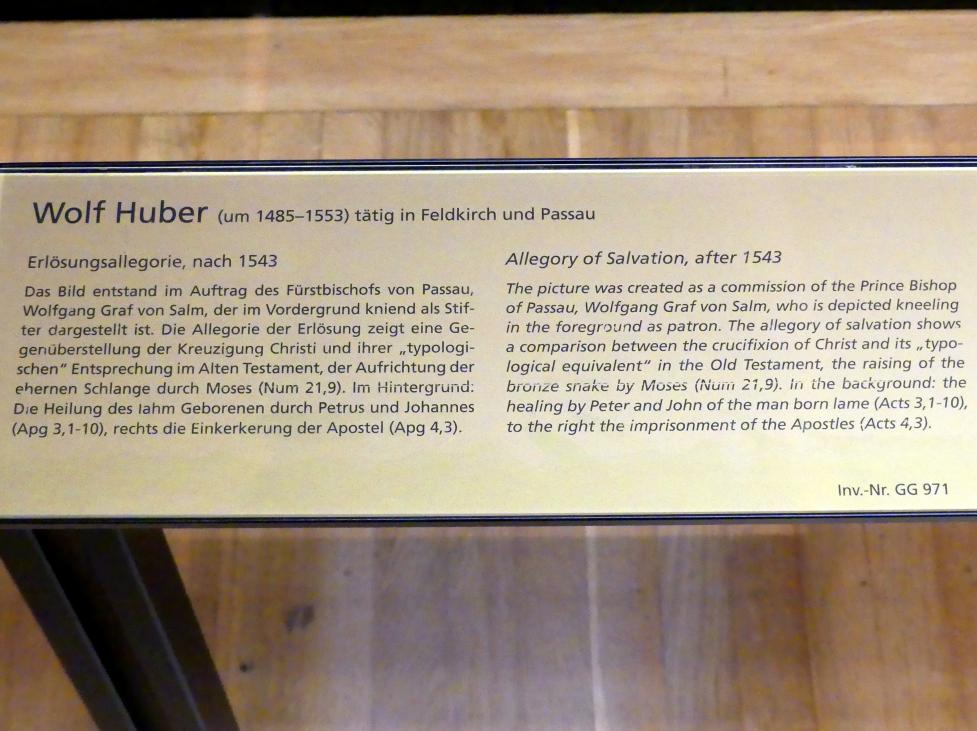 Wolf Huber (um 1485–1553) tätig in Feldkirch und Passau
Erlösungsallegorie, nach 1543
Das Bild entstand im Auftrag des Fürstbischofs von Passau,
Wolfgang Graf von Salm, der im Vordergrund kniend als Stif-
ter dargestellt ist. Die Allegorie der Erlösung zeigt eine Ge-
genüberstellung der Kreuzigung Christi und ihrer „typologi-
schen“ Entsprechung im Alten Testament, der Aufrichtung der
ehernen Schlange durch Moses (Num 21,9). Im Hintergrund:
Die Heilung des lahm Geborenen durch Petrus und Johannes
(Apg 3,1-10), rechts die Einkerkerung der Apostel (Apg 4,3).
Allegory of Salvation, after 1543
The picture was created as a commission of the Prince Bishop
of Passau, Wolfgang Graf von Salm, who is depicted kneeling
in the foreground as patron. The allegory of salvation shows
a comparison between the crucifixion of Christ and its „typo-
logical equivalent“ in the Old Testament, the raising of the
bronze snake by Moses (Num 21,9). In the background: the
healing by Peter and John of the man born lame (Acts 3,1-10),
to the right the imprisonment of the Apostles (Acts 4,3).
Inv.-Nr. GG 971